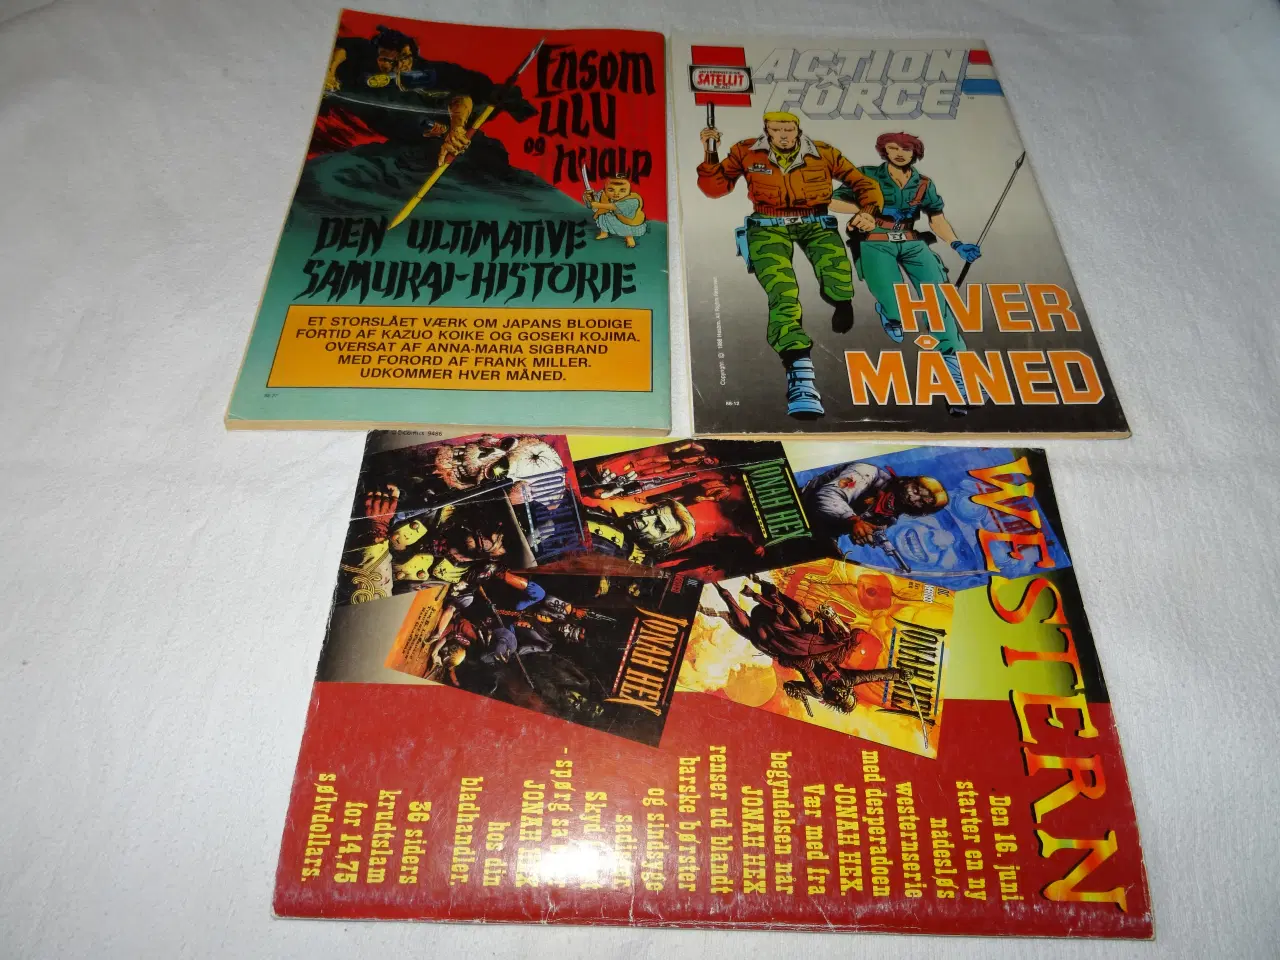 Ensom
ULV
og
hvalp
DEN ULTIMATIVE
SAMURAI-HISTORIE
ET STORSLÅET VÆRK OM JAPANS BLODIGE
FORTID AF KAZUO KOIKE OG GOSEKI KOJIMA.
OVERSAT AF ANNA-MARIA SIGBRAND
MED FORORD AF FRANK MILLER.
UDKOMMER HVER MÅNED.
SATELLIT
ACTION
FORCE
TM
HVER
MÅNED
WESTERN
JONAH HEX
JONAH HEX
JONAH HEX
Den 16. juni
starter en ny
nådesløs
westernserie
med desperadoen
JONAH HEX.
Vær med fra
begyndelsen når
JONAH HEX
renser ud blandt
barske børster
og sindsyge
JONAH HEX
hos din
bladhandler.
36 siders
krudtslam
for 14,75
sølvdollars.